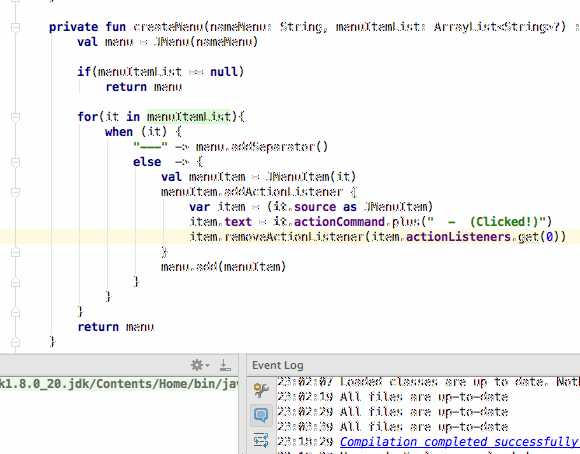 private fun createMenu(nameMenu: String, menuItemList: ArrayList<String>?) :
val menu = JMenu(nameMenu)
if(menuItemList == null)
return menu
for(it in menuItemList){
when (it) {
"---" -> menu.addSeparator()
else -> {
val menuItem = JMenuItem(it)
menuItem.addActionListener {
var item = (it.source as JMenuItem)
item.text = it.actionCommand.plus("  -  (Clicked!)")
item.removeActionListener(item.actionListeners.get(0))
}
menu.add(menuItem)
}
}
}
return menu
}
Event Log
k1.8.0_20.jdk/Contents/Home/bin/jav
23:02:07 Loaded classes are up to date. Noth
23:02:19 All files are up-to-date
23:02:29 All files are up-to-date
23:03:39 All files are up-to-date
23:18:29 Compilation completed successfully